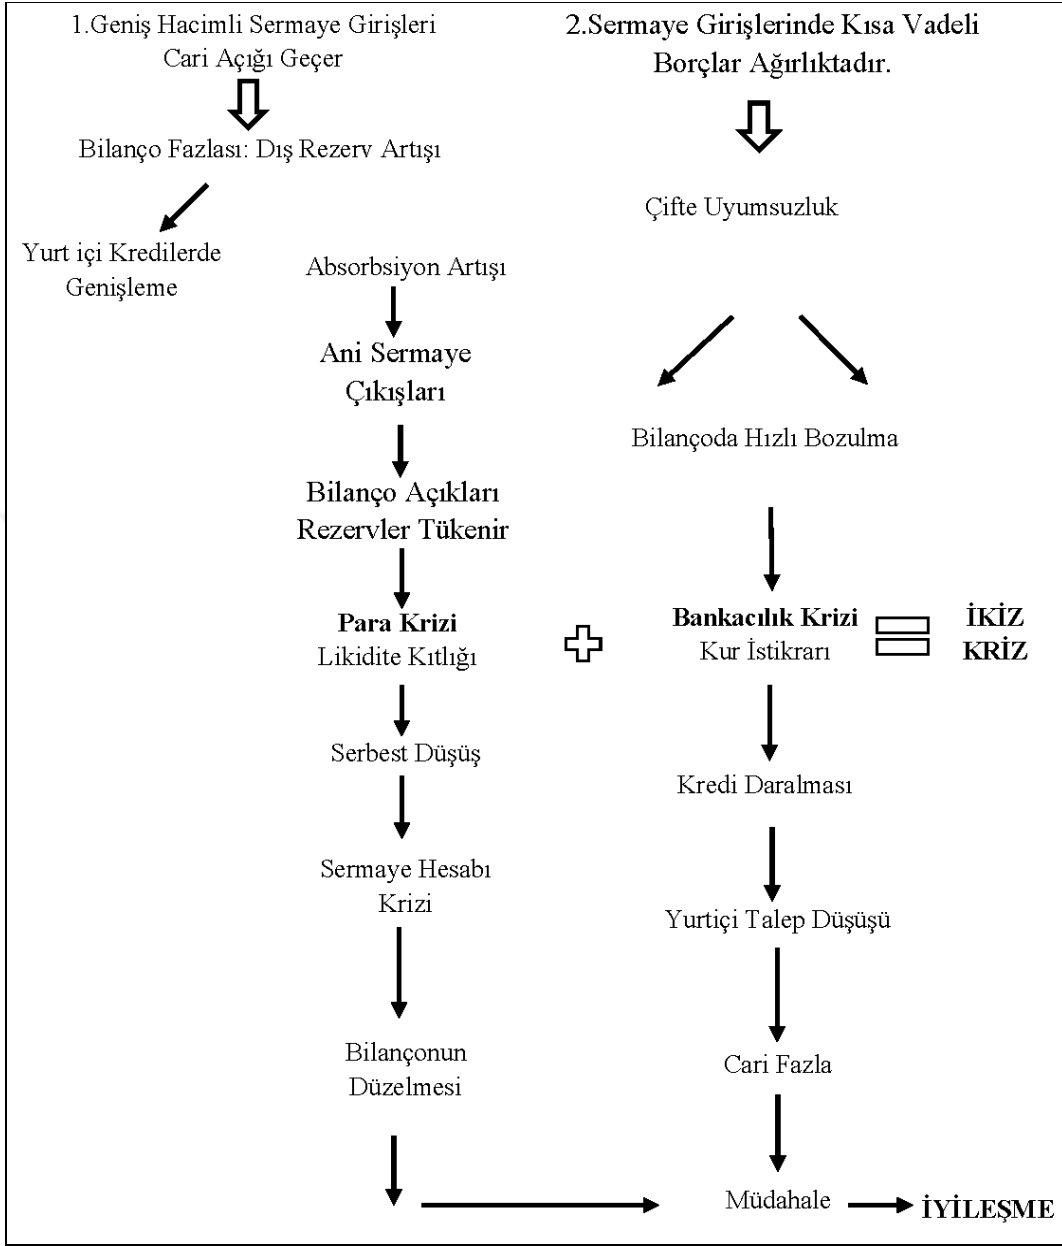 1.Geniş Hacimli Sermaye Girişleri
Cari Açığı Geçer
Bilanço Fazlası: Dış Rezerv Artışı
Yurt içi Kredilerde
Genişleme
Absorbsiyon Artışı
Ani Sermaye
Çıkışları
Bilanço Açıkları
Rezervler Tükenir
Para Krizi
Likidite Kıtlığı
Serbest Düşüş
Sermaye Hesabı
Krizi
Bilançonun
Düzelmesi
2.Sermaye Girişlerinde Kısa Vadeli
Borçlar Ağırlıktadır.
Çifte Uyumsuzluk
Bilançoda Hızlı Bozulma
Bankacılık Krizi
Kur İstikrarı
İKİZ
KRİZ
Kredi Daralması
Yurtiçi Talep Düşüşü
Cari Fazla
Müdahale
İYİLEŞME